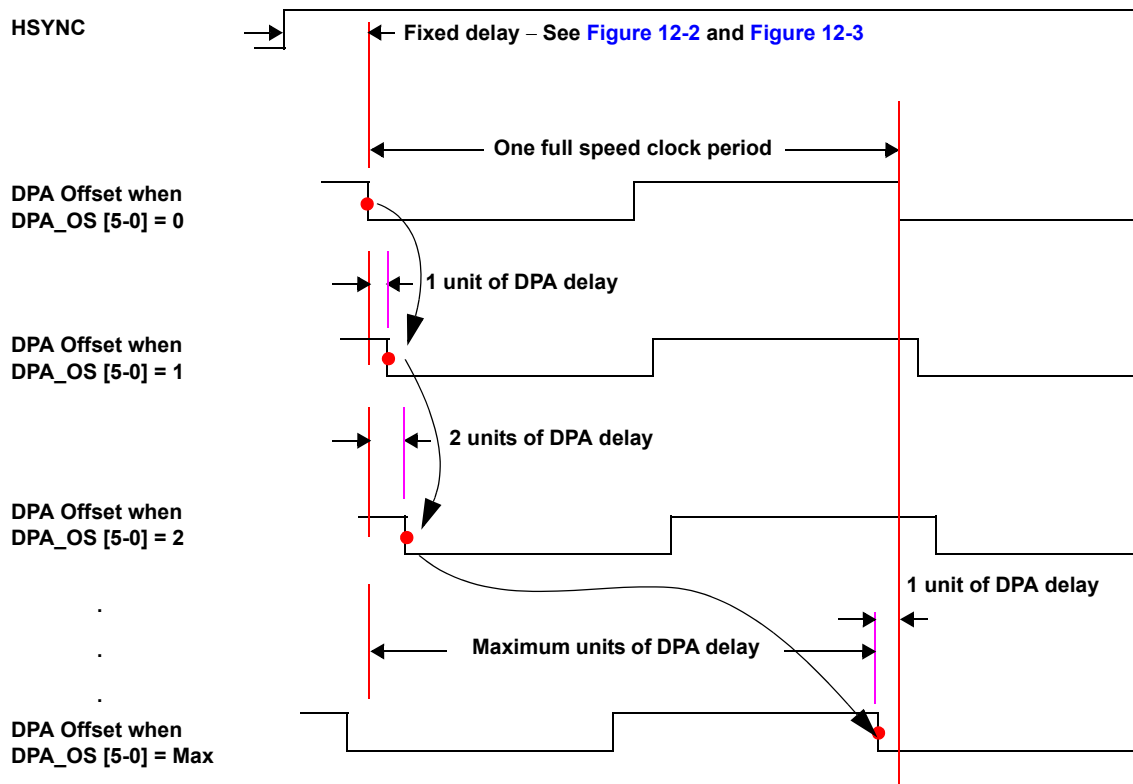 HSYNC
Fixed delay – See Figure 12-2 and Figure 12-3
One full speed clock period
DPA Offset when
DPA_OS [5-0] = 0
1 unit of DPA delay
DPA Offset when
DPA_OS [5-0] = 1
2 units of DPA delay
DPA Offset when
DPA_OS [5-0] = 2
1 unit of DPA delay
.
Maximum units of DPA delay
.
.
DPA Offset when
DPA_OS [5-0] = Max